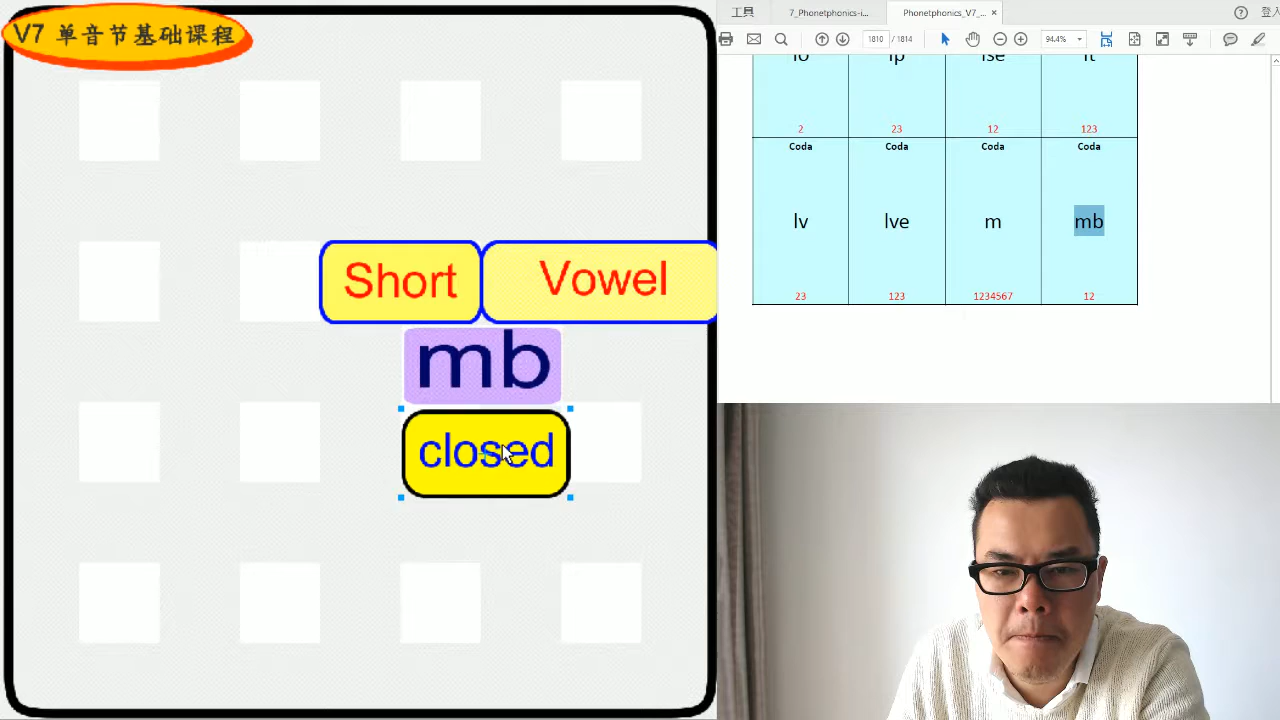 V7 单音节基础课程
Short Vowel
mb
closed
工具
7_Phonetphonics-i...
Phonetphonics_V7_... ×
1810 / 1814
94.4%
lp lse lt
2 23 12 123
Coda Coda Coda Coda
lv lve m mb
23 123 1234567 12